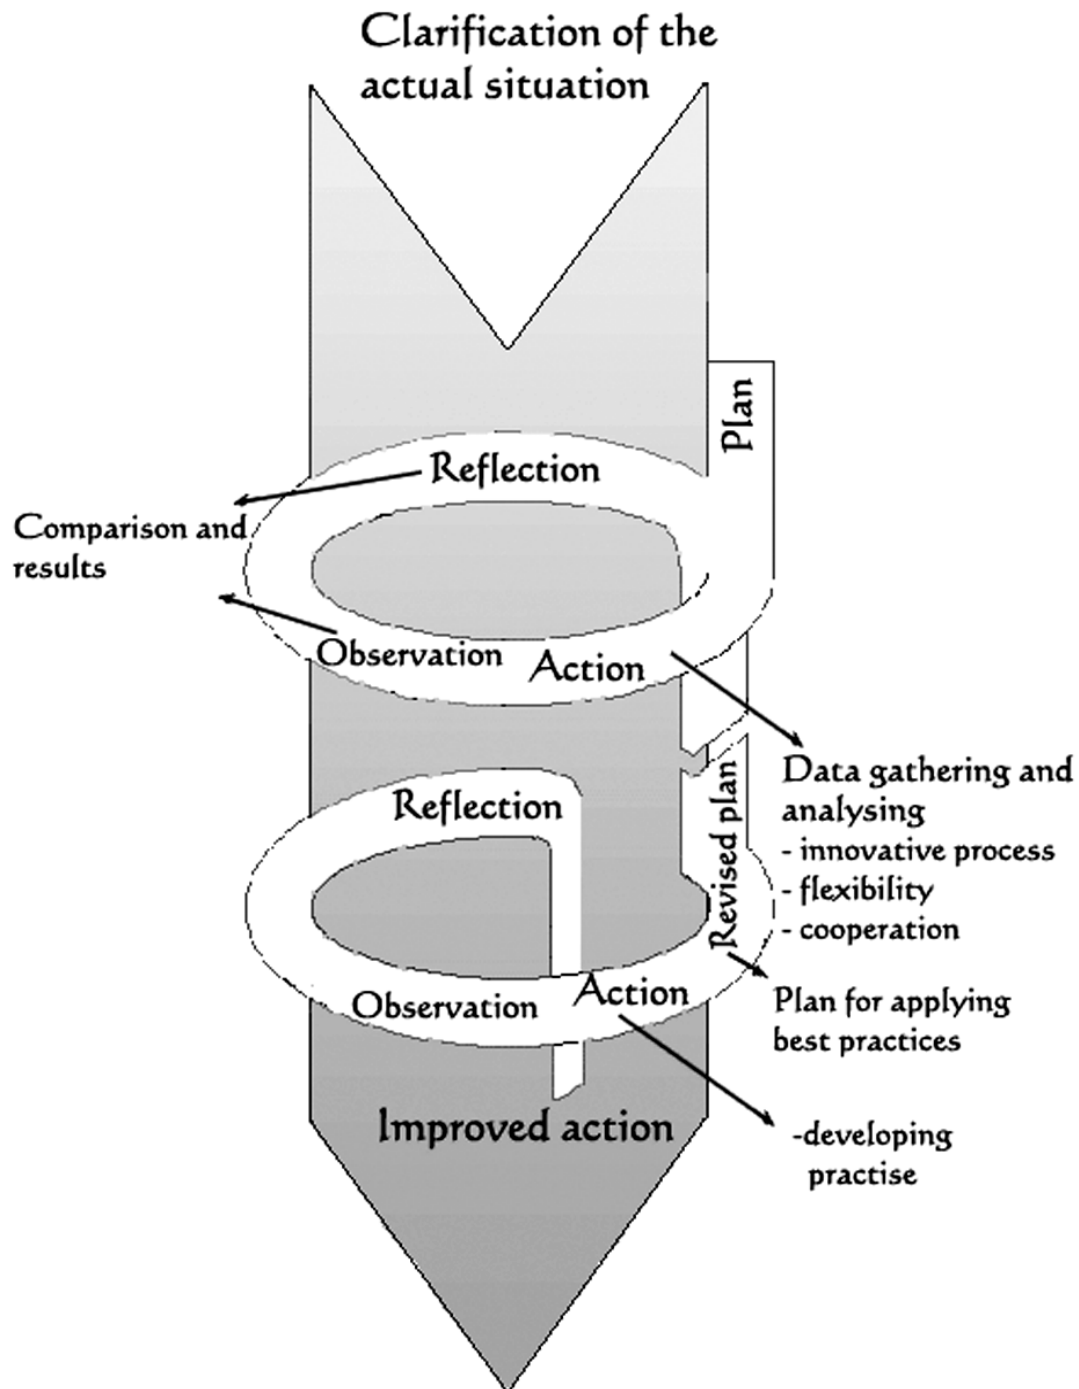 Clarification of the
actual situation
Plan
Reflection
Comparison and
results
Observation
Action
Data gathering and
analysing
- innovative process
- flexibility
- cooperation
Reflection
Revised plan
Observation
Action
Plan for applying
best practices
Improved action
-developing
practise